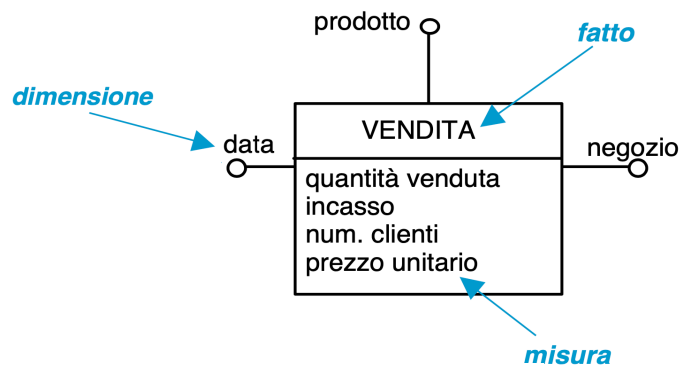 prodotto
fatto
dimensione
VENDITA
data
negozio
quantità venduta
incasso
num. clienti
prezzo unitario
misura